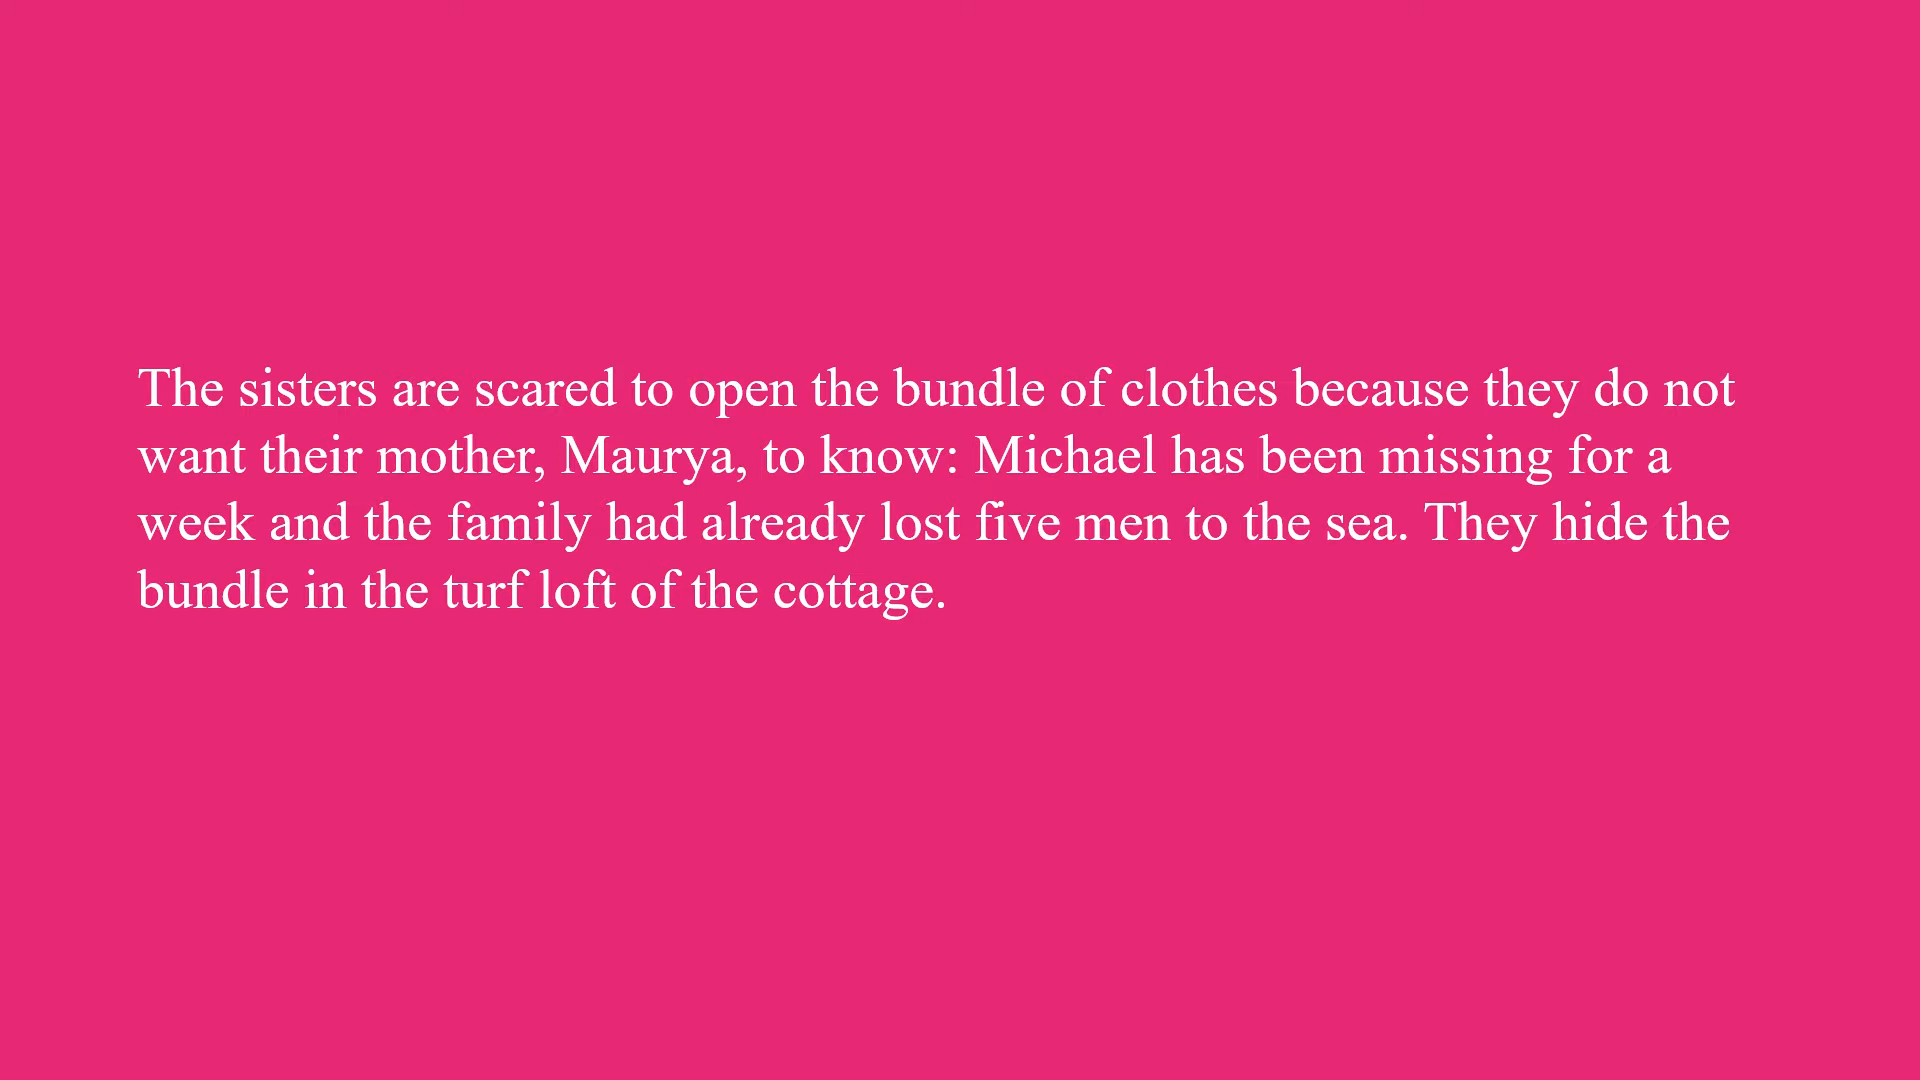 The sisters are scared to open the bundle of clothes because they do not
want their mother, Maurya, to know: Michael has been missing for a
week and the family had already lost five men to the sea. They hide the
bundle in the turf loft of the cottage.